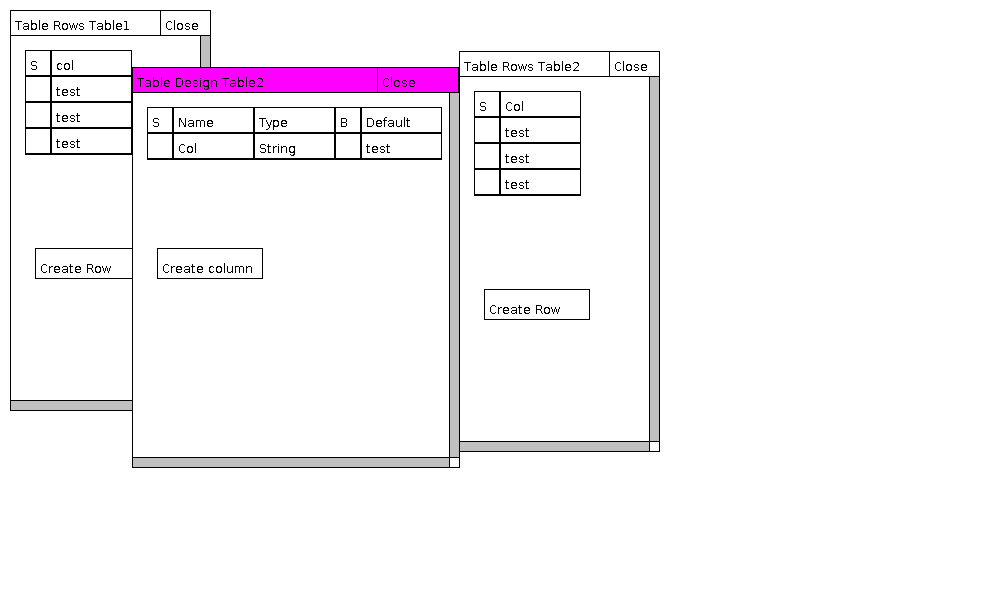 Table Rows Table1 Close
S col
test
test
test
Create Row
Table Design Table2 Close
S Name Type B Default
Col String test
Create column
Table Rows Table2 Close
S Col
test
test
test
Create Row